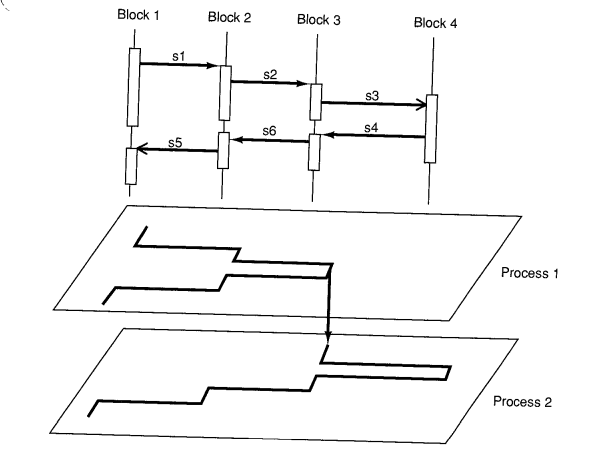 Block 1
Block 2
Block 3
Block 4
s1
s2
s3
s4
s6
s5
Process 1
Process 2